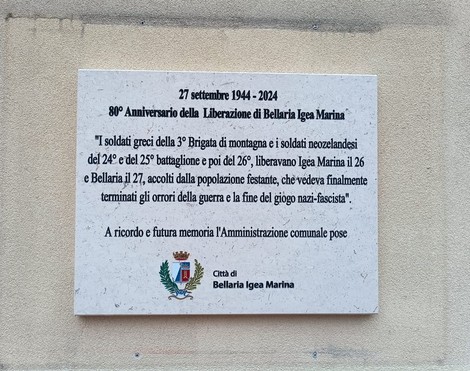 27 settembre 1944 - 2024
80° Anniversario della Liberazione di Bellaria Igea Marina
"I soldati greci della 3° Brigata di montagna e i soldati neozelandesi
del 24° e del 25° battaglione e poi del 26°, liberavano Igea Marina il 26
e Bellaria il 27, accolti dalla popolazione festante, che vedeva finalmente
terminati gli orrori della guerra e la fine del giogo nazi-fascista".
A ricordo e futura memoria l'Amministrazione comunale pose
Città di
Bellaria Igea Marina